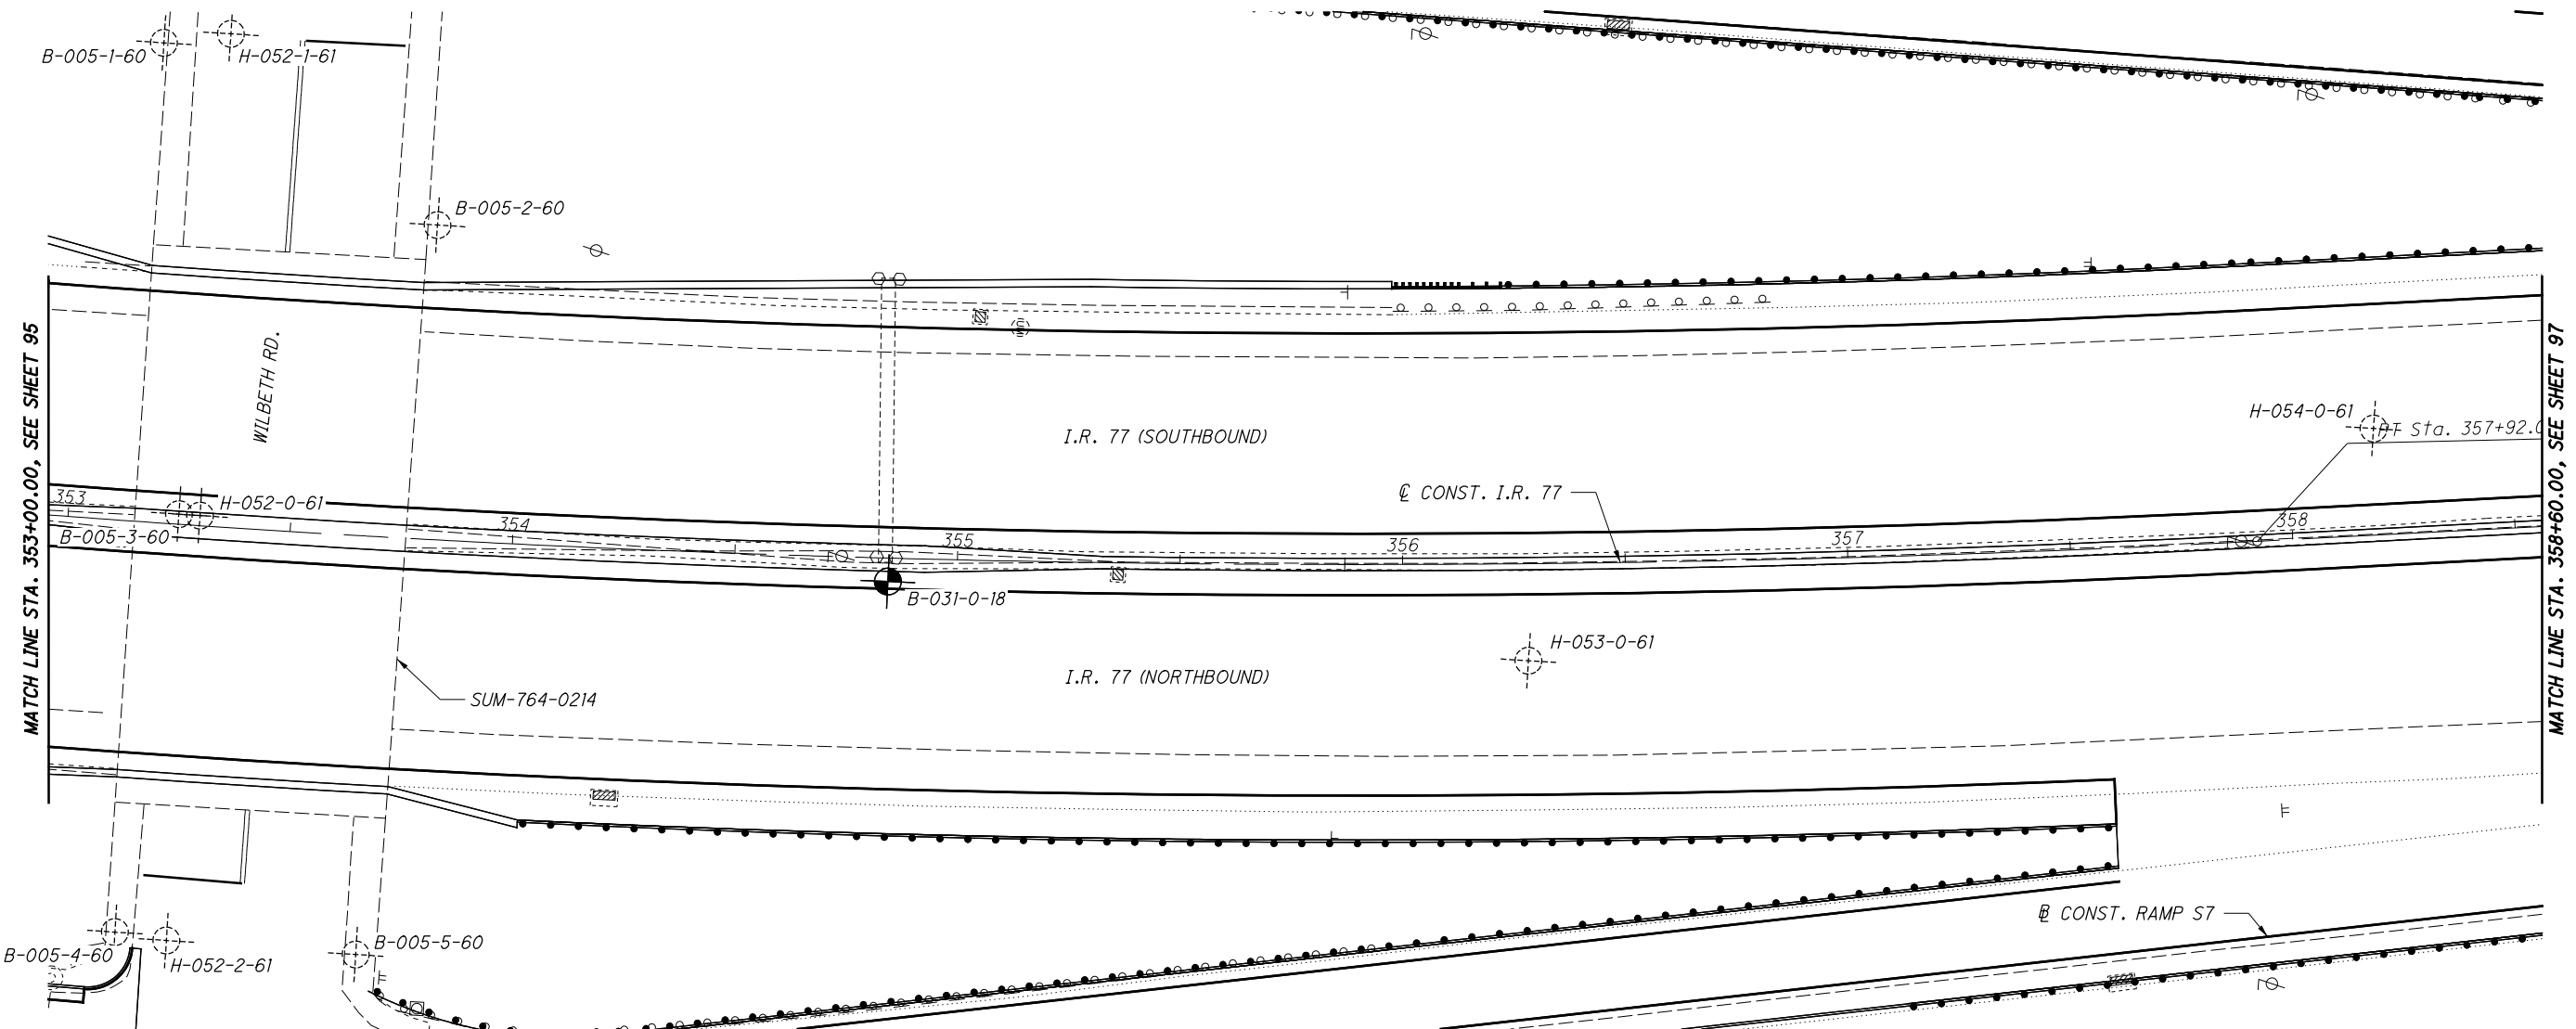 B-005-1-60
H-052-1-61
B-005-2-60
MATCH LINE STA. 353+00.00, SEE SHEET 95
WILBETH RD.
I.R. 77 (SOUTHBOUND)
H-054-0-61
PT Sta. 357+92.0
MATCH LINE STA. 358+60.00, SEE SHEET 97
353
H-052-0-61
℄ CONST. I.R. 77
B-005-3-60
354
355
356
357
358
B-031-0-18
H-053-0-61
I.R. 77 (NORTHBOUND)
SUM-764-0214
B-005-4-60
H-052-2-61
B-005-5-60
CONST. RAMP S7